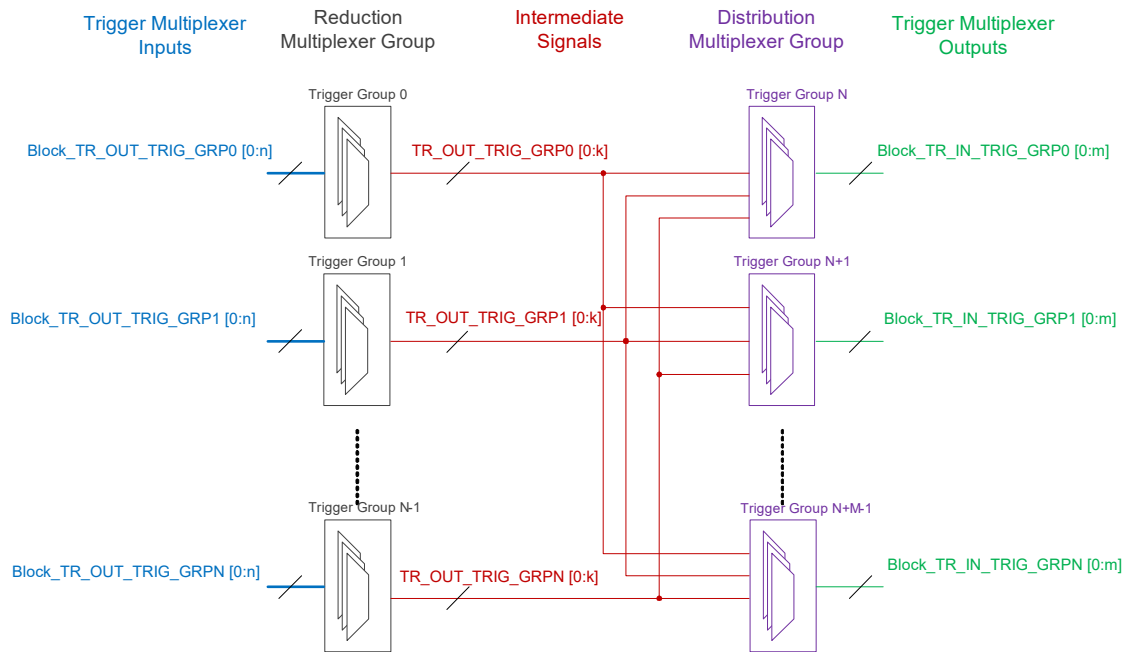 Trigger Multiplexer
Inputs
Reduction
Multiplexer Group
Intermediate
Signals
Distribution
Multiplexer Group
Trigger Multiplexer
Outputs
Trigger Group 0
Trigger Group N
Block_TR_OUT_TRIG_GRP0 [0:n]
TR_OUT_TRIG_GRP0 [0:k]
Block_TR_IN_TRIG_GRP0 [0:m]
Trigger Group 1
Trigger Group N+1
Block_TR_OUT_TRIG_GRP1 [0:n]
TR_OUT_TRIG_GRP1 [0:k]
Block_TR_IN_TRIG_GRP1 [0:m]
Trigger Group N-1
Trigger Group N+M-1
Block_TR_OUT_TRIG_GRPN [0:n]
TR_OUT_TRIG_GRPN [0:k]
Block_TR_IN_TRIG_GRPN [0:m]